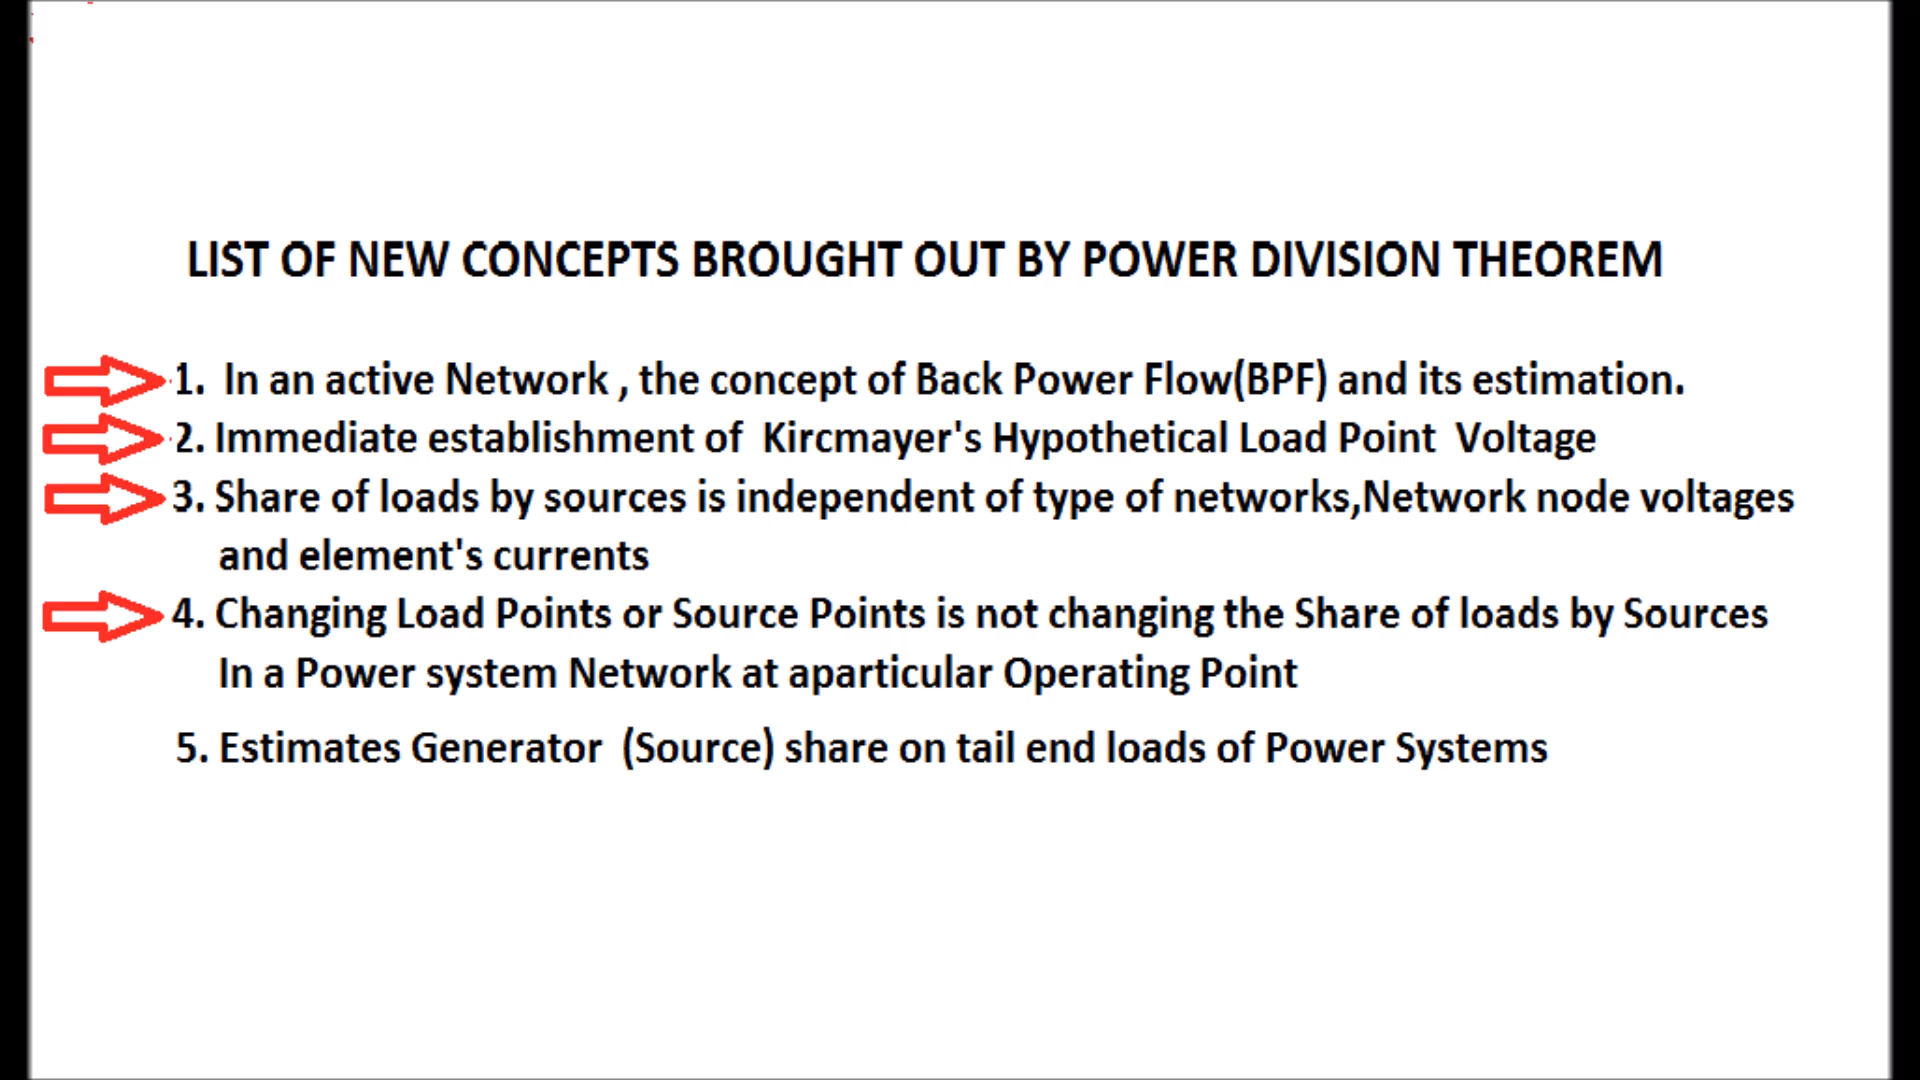 LIST OF NEW CONCEPTS BROUGHT OUT BY POWER DIVISION THEOREM
1. In an active Network , the concept of Back Power Flow(BPF) and its estimation.
2. Immediate establishment of Kircmayer's Hypothetical Load Point Voltage
3. Share of loads by sources is independent of type of networks,Network node voltages
and element's currents
4. Changing Load Points or Source Points is not changing the Share of loads by Sources
In a Power system Network at aparticular Operating Point
5. Estimates Generator (Source) share on tail end loads of Power Systems